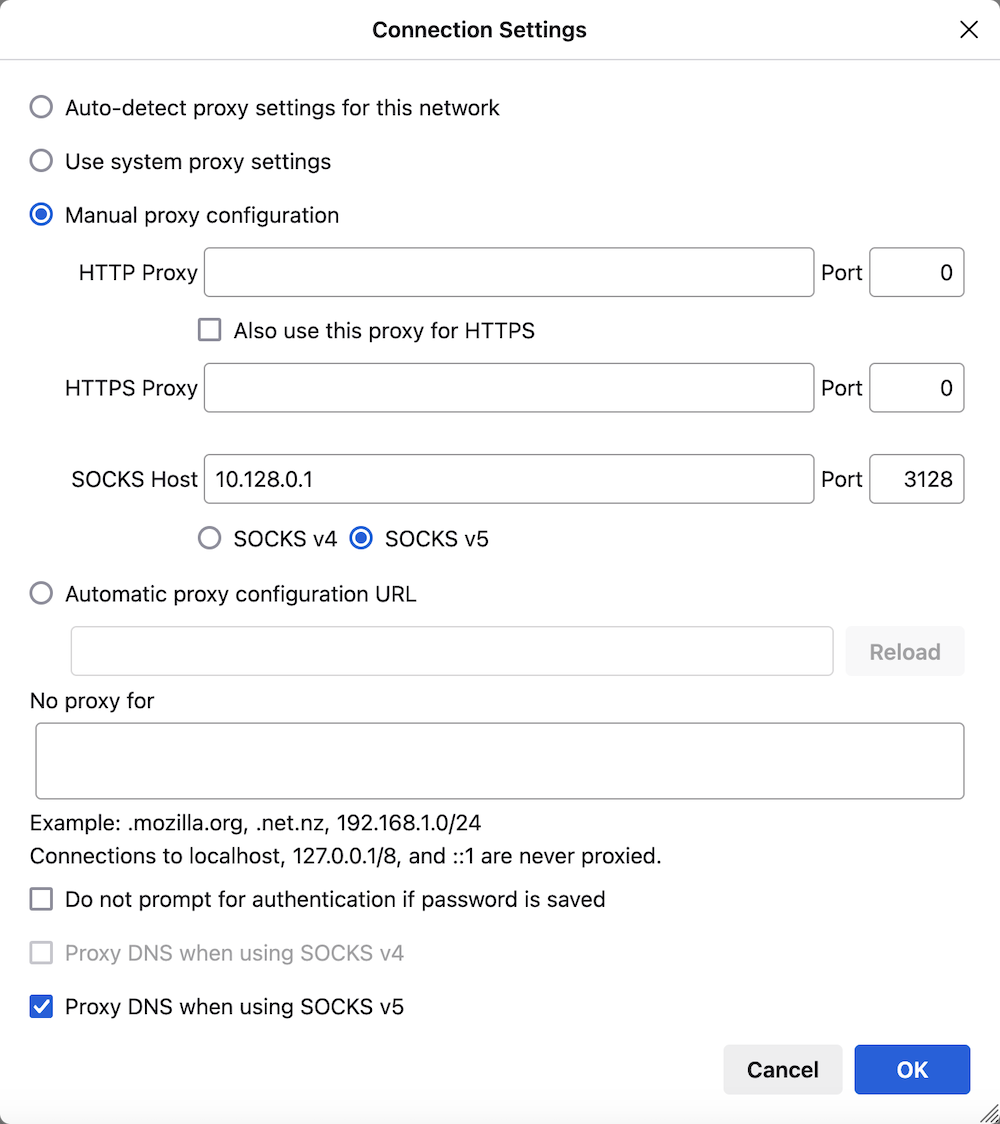 Connection Settings
Auto-detect proxy settings for this network
Use system proxy settings
Manual proxy configuration
HTTP Proxy Port 0
Also use this proxy for HTTPS
HTTPS Proxy Port 0
SOCKS Host 10.128.0.1 Port 3128
SOCKS v4 SOCKS v5
Automatic proxy configuration URL
Reload
No proxy for
Example: .mozilla.org, .net.nz, 192.168.1.0/24
Connections to localhost, 127.0.0.1/8, and ::1 are never proxied.
Do not prompt for authentication if password is saved
Proxy DNS when using SOCKS v4
Proxy DNS when using SOCKS v5
Cancel OK